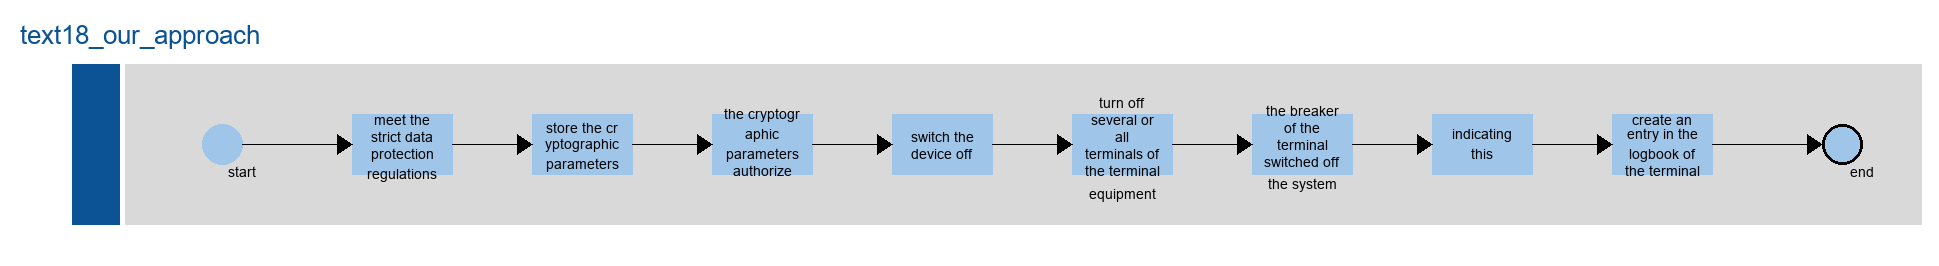 text18_our_approach
start
meet the
strict data
protection
regulations
store the cr
yptographic
parameters
the cryptogr
aphic
parameters
authorize
switch the
device off
turn off
several or
all
terminals of
the terminal
equipment
the breaker
of the
terminal
switched off
the system
indicating
this
create an
entry in the
logbook of
the terminal
end